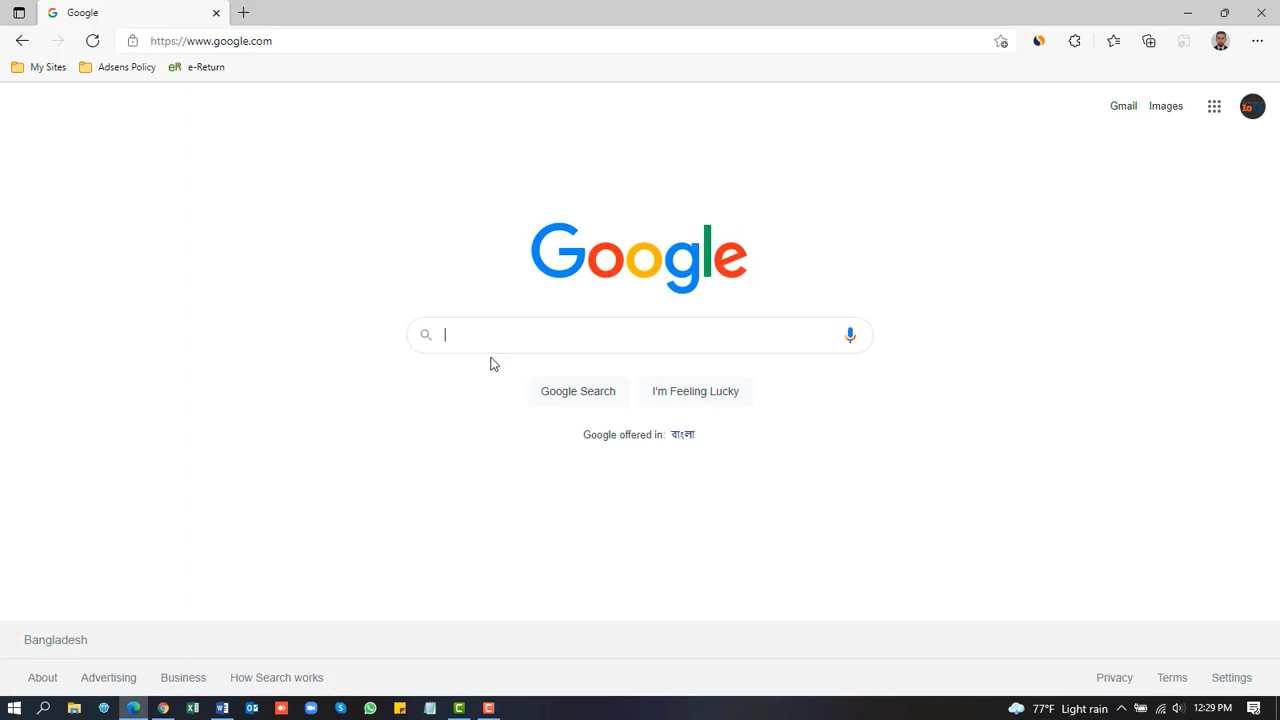 Google
https://www.google.com
My Sites
Adsens Policy
eR e-Return
Gmail
Images
Google
Google Search
I'm Feeling Lucky
Google offered in: বাংলা
Bangladesh
About
Advertising
Business
How Search works
Privacy
Terms
Settings
77°F Light rain
12:29 PM